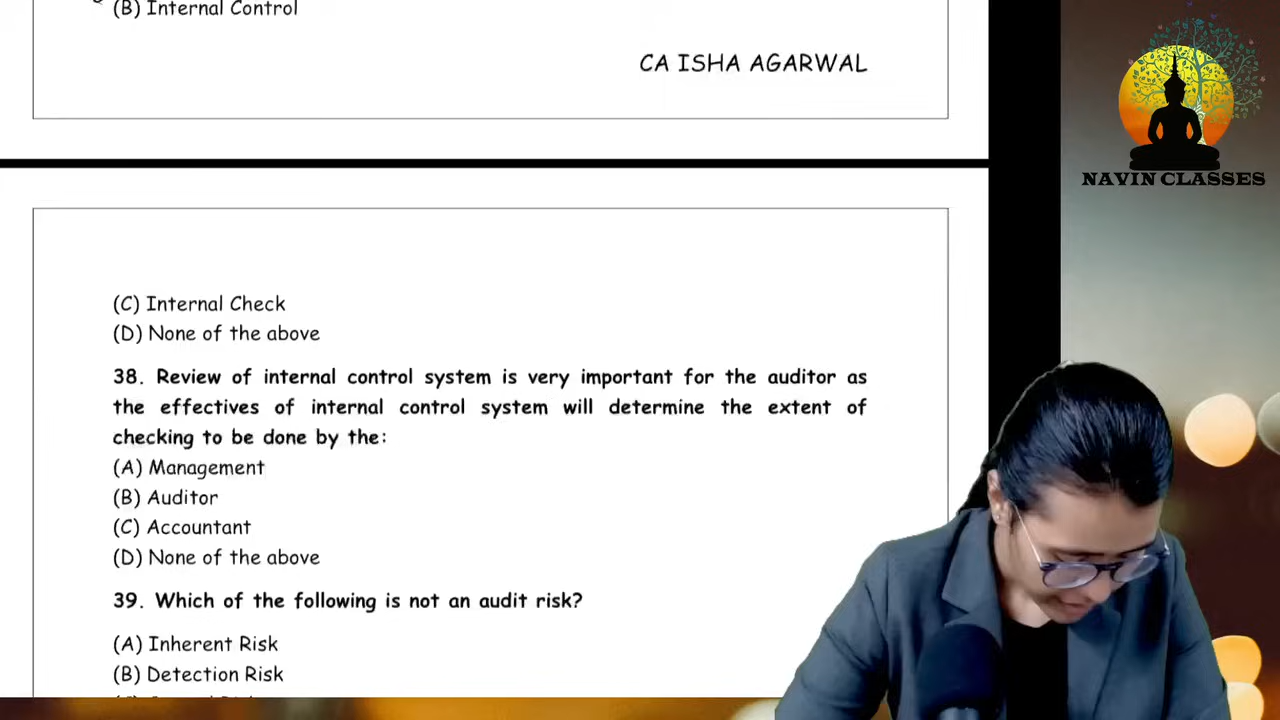 (B) Internal Control
CA ISHA AGARWAL
NAVIN CLASSES
(C) Internal Check
(D) None of the above
38. Review of internal control system is very important for the auditor as
the effectives of internal control system will determine the extent of
checking to be done by the:
(A) Management
(B) Auditor
(C) Accountant
(D) None of the above
39. Which of the following is not an audit risk?
(A) Inherent Risk
(B) Detection Risk